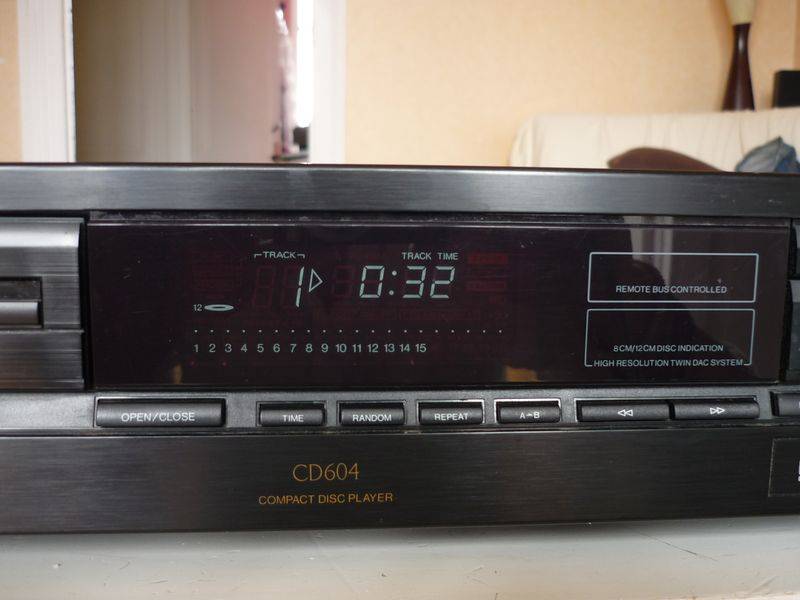 TRACK
TRACK TIME
1 0:32
12
1 2 3 4 5 6 7 8 9 10 11 12 13 14 15
REMOTE BUS CONTROLLED
8CM/12CM DISC INDICATION
HIGH RESOLUTION TWIN DAC SYSTEM
OPEN/CLOSE
TIME
RANDOM
REPEAT
A-B
CD604
COMPACT DISC PLAYER